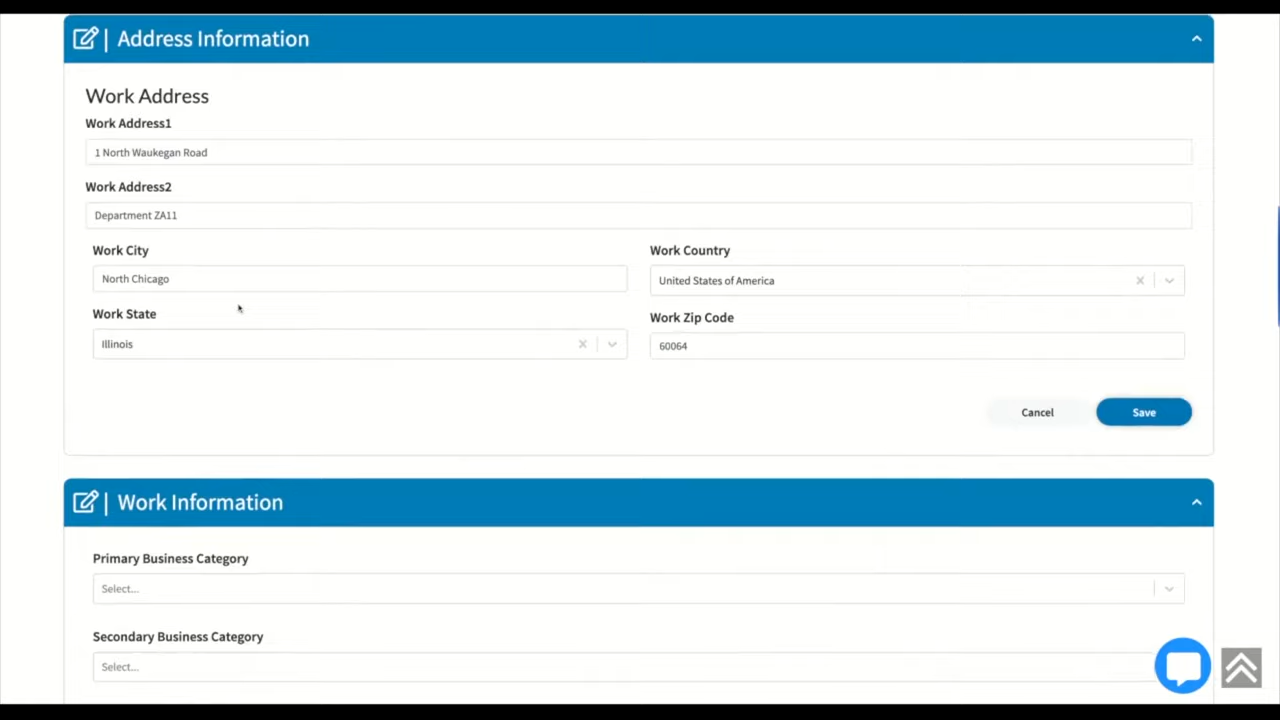 Address Information
Work Address
Work Address1
1 North Waukegan Road
Work Address2
Department ZA11
Work City
Work Country
North Chicago
United States of America
Work State
Work Zip Code
Illinois
60064
Cancel
Save
Work Information
Primary Business Category
Select...
Secondary Business Category
Select...